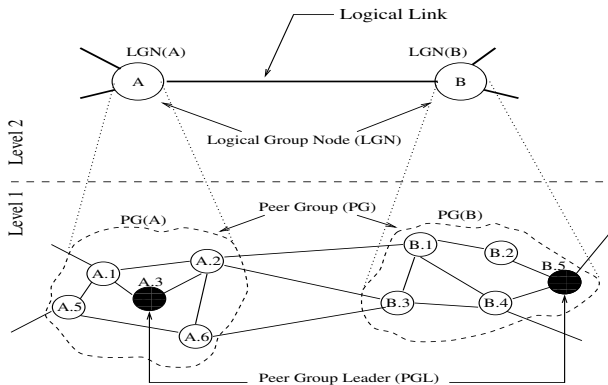 Logical Link
LGN(A)
LGN(B)
A
B
Logical Group Node (LGN)
Level 2
Level 1
Peer Group (PG)
PG(A)
PG(B)
A.1
A.2
A.3
A.5
A.6
B.1
B.2
B.5
B.3
B.4
Peer Group Leader (PGL)